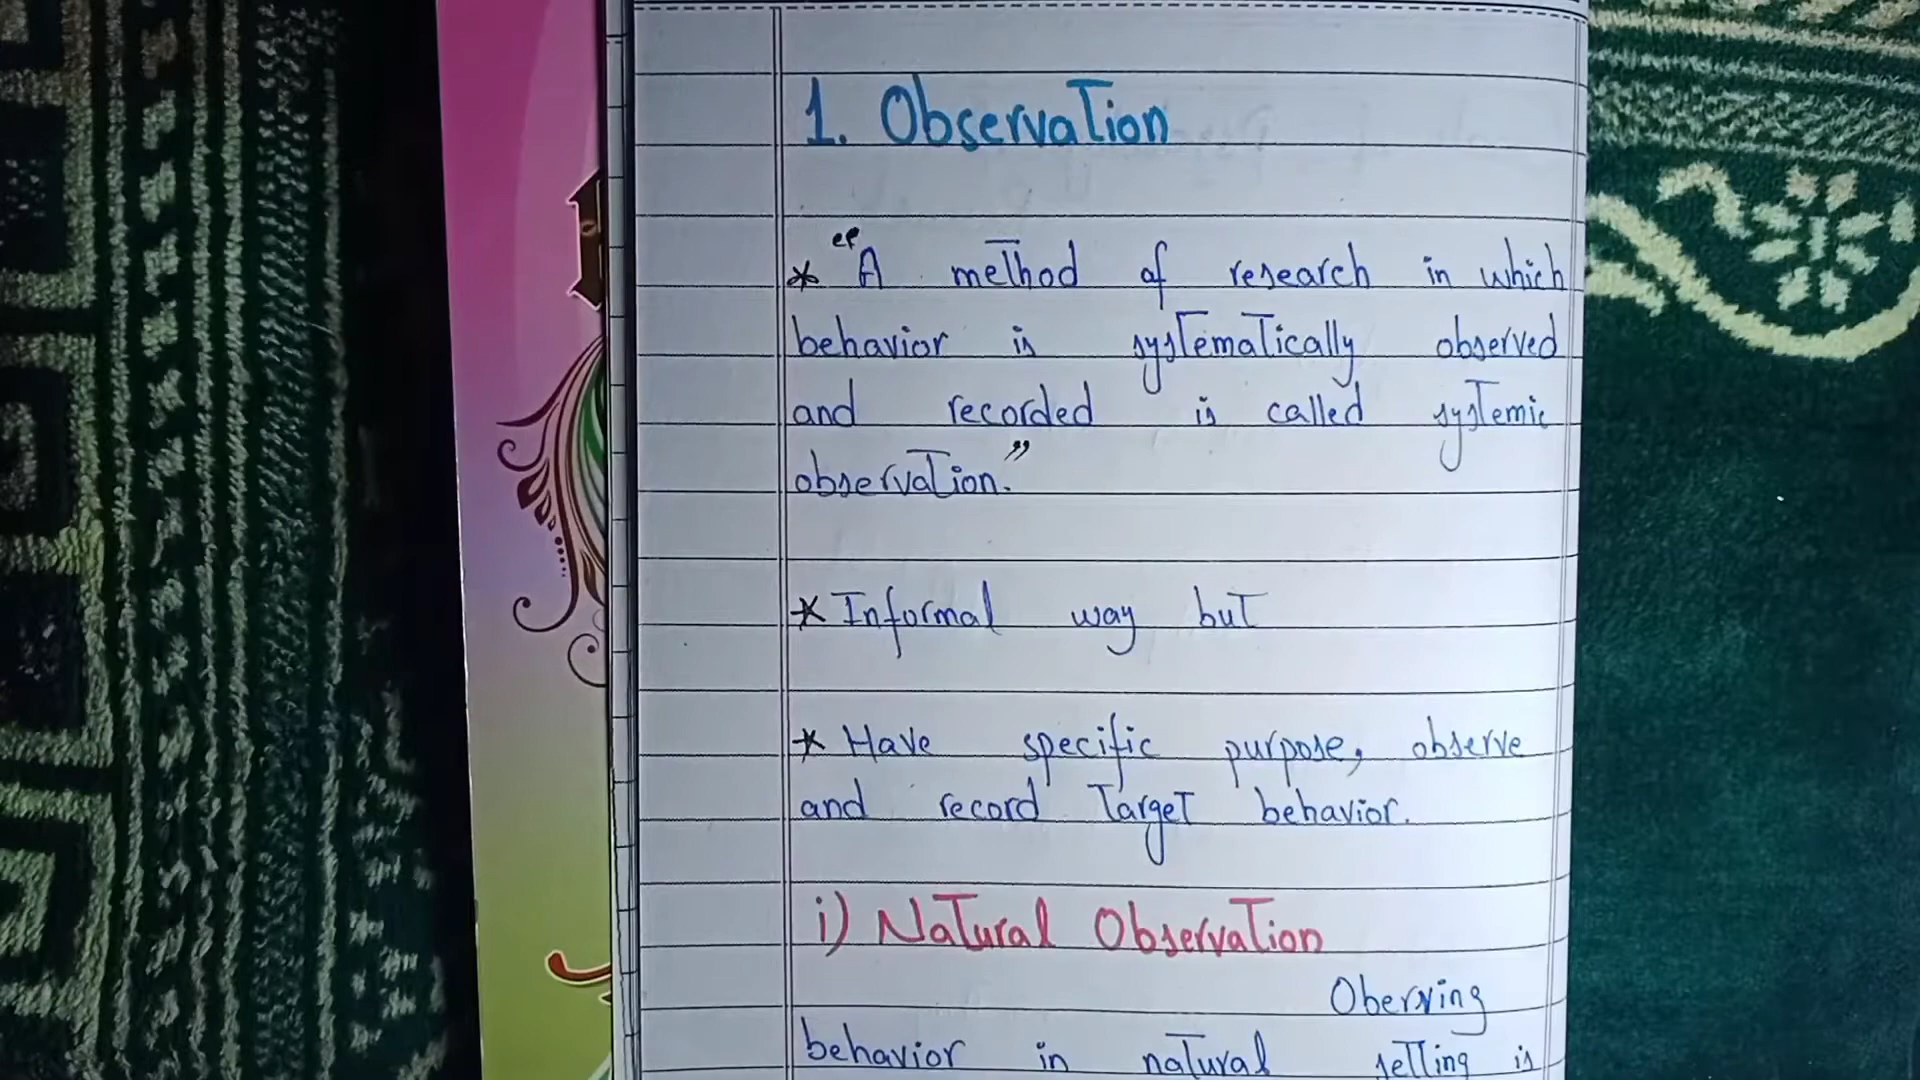 1. Observation
* "A method of research in which
behavior is systematically observed
and recorded is called systemic
observation."
* Informal way but
* Have specific purpose, observe
and record Target behavior.
i) Natural Observation
Oberving
behavior in natural setting is